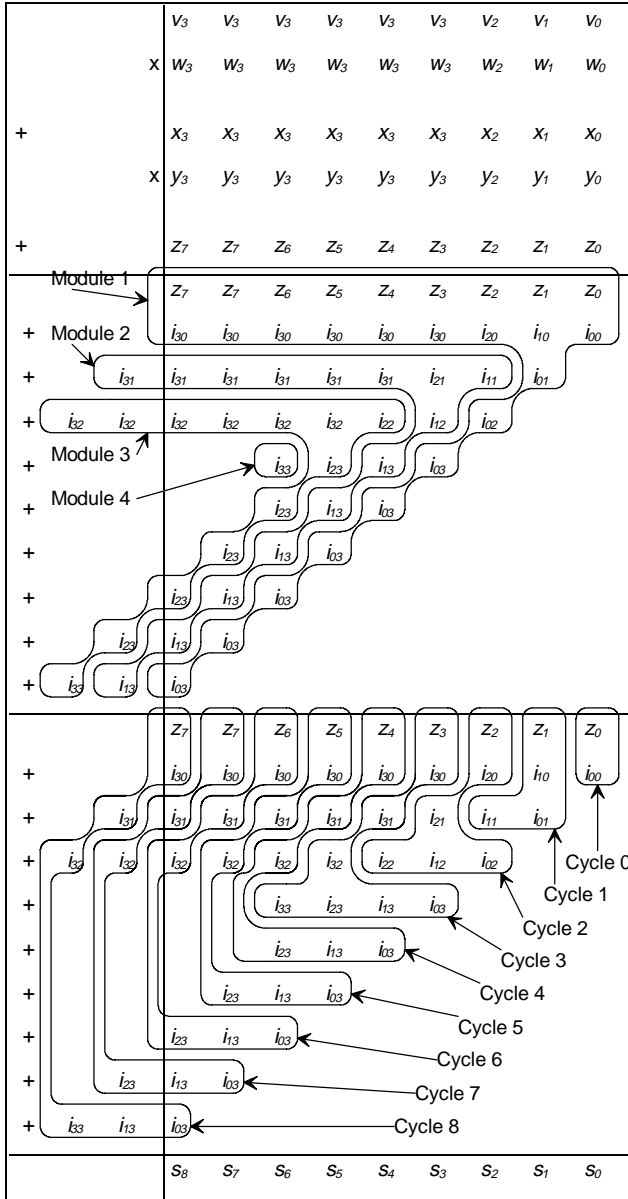 v₃ v₃ v₃ v₃ v₃ v₃ v₂ v₁ v₀
x w₃ w₃ w₃ w₃ w₃ w₃ w₂ w₁ w₀
+ x₃ x₃ x₃ x₃ x₃ x₃ x₂ x₁ x₀
x y₃ y₃ y₃ y₃ y₃ y₃ y₂ y₁ y₀
+ z₇ z₇ z₆ z₅ z₄ z₃ z₂ z₁ z₀
Module 1 z₇ z₇ z₆ z₅ z₄ z₃ z₂ z₁ z₀
+ Module 2 i₃₀ i₃₀ i₃₀ i₃₀ i₃₀ i₃₀ i₂₀ i₁₀ i₀₀
+ i₃₁ i₃₁ i₃₁ i₃₁ i₃₁ i₃₁ i₂₁ i₁₁ i₀₁
+ i₃₂ i₃₂ i₃₂ i₃₂ i₃₂ i₃₂ i₂₂ i₁₂ i₀₂
+ Module 3 i₃₃ i₂₃ i₁₃ i₀₃
+ Module 4 i₂₃ i₁₃ i₀₃
+ i₂₃ i₁₃ i₀₃
+ i₂₃ i₁₃ i₀₃
+ i₂₃ i₁₃ i₀₃
+ i₃₃ i₁₃ i₀₃
z₇ z₇ z₆ z₅ z₄ z₃ z₂ z₁ z₀
+ i₃₀ i₃₀ i₃₀ i₃₀ i₃₀ i₃₀ i₂₀ i₁₀ i₀₀
+ i₃₁ i₃₁ i₃₁ i₃₁ i₃₁ i₃₁ i₂₁ i₁₁ i₀₁
+ i₃₂ i₃₂ i₃₂ i₃₂ i₃₂ i₃₂ i₂₂ i₁₂ i₀₂ Cycle 0
Cycle 1
+ i₃₃ i₂₃ i₁₃ i₀₃ Cycle 2
+ i₂₃ i₁₃ i₀₃ Cycle 3
+ i₂₃ i₁₃ i₀₃ Cycle 4
Cycle 5
+ i₂₃ i₁₃ i₀₃ Cycle 6
+ i₂₃ i₁₃ i₀₃ Cycle 7
+ i₃₃ i₁₃ i₀₃ Cycle 8
s₈ s₇ s₆ s₅ s₄ s₃ s₂ s₁ s₀